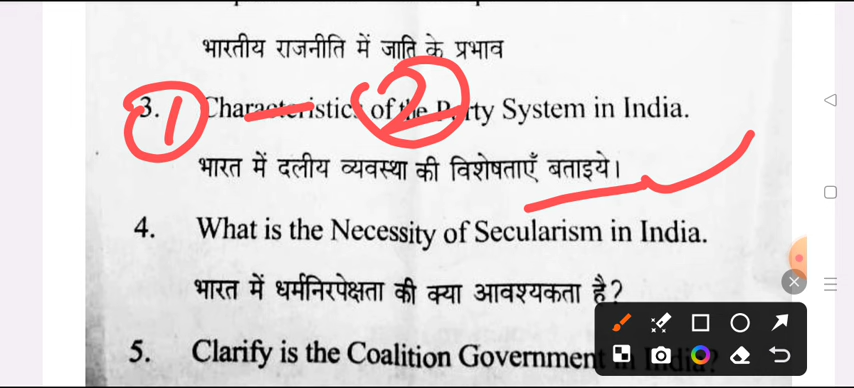 भारतीय राजनीति में जाति के प्रभाव
3. Characteristics of the Party System in India.
1 2
भारत में दलीय व्यवस्था की विशेषताएँ बताइये।
4. What is the Necessity of Secularism in India.
भारत में धर्मनिरपेक्षता की क्या आवश्यकता है?
5. Clarify is the Coalition Government in India?